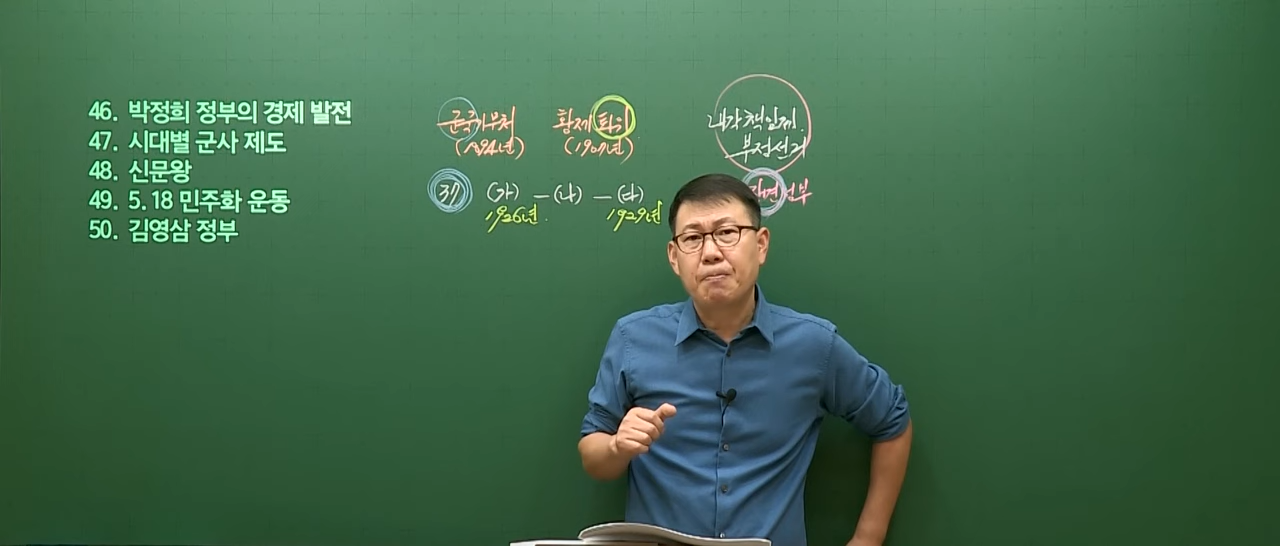 46. 박정희 정부의 경제 발전
47. 시대별 군사 제도
48. 신문왕
49. 5. 18 민주화 운동
50. 김영삼 정부
군국기무처
(1894년)
황제 퇴위
(1907년)
내각책임제
부정선거
37 (가) — (나) — (다)
1926년. 1929년